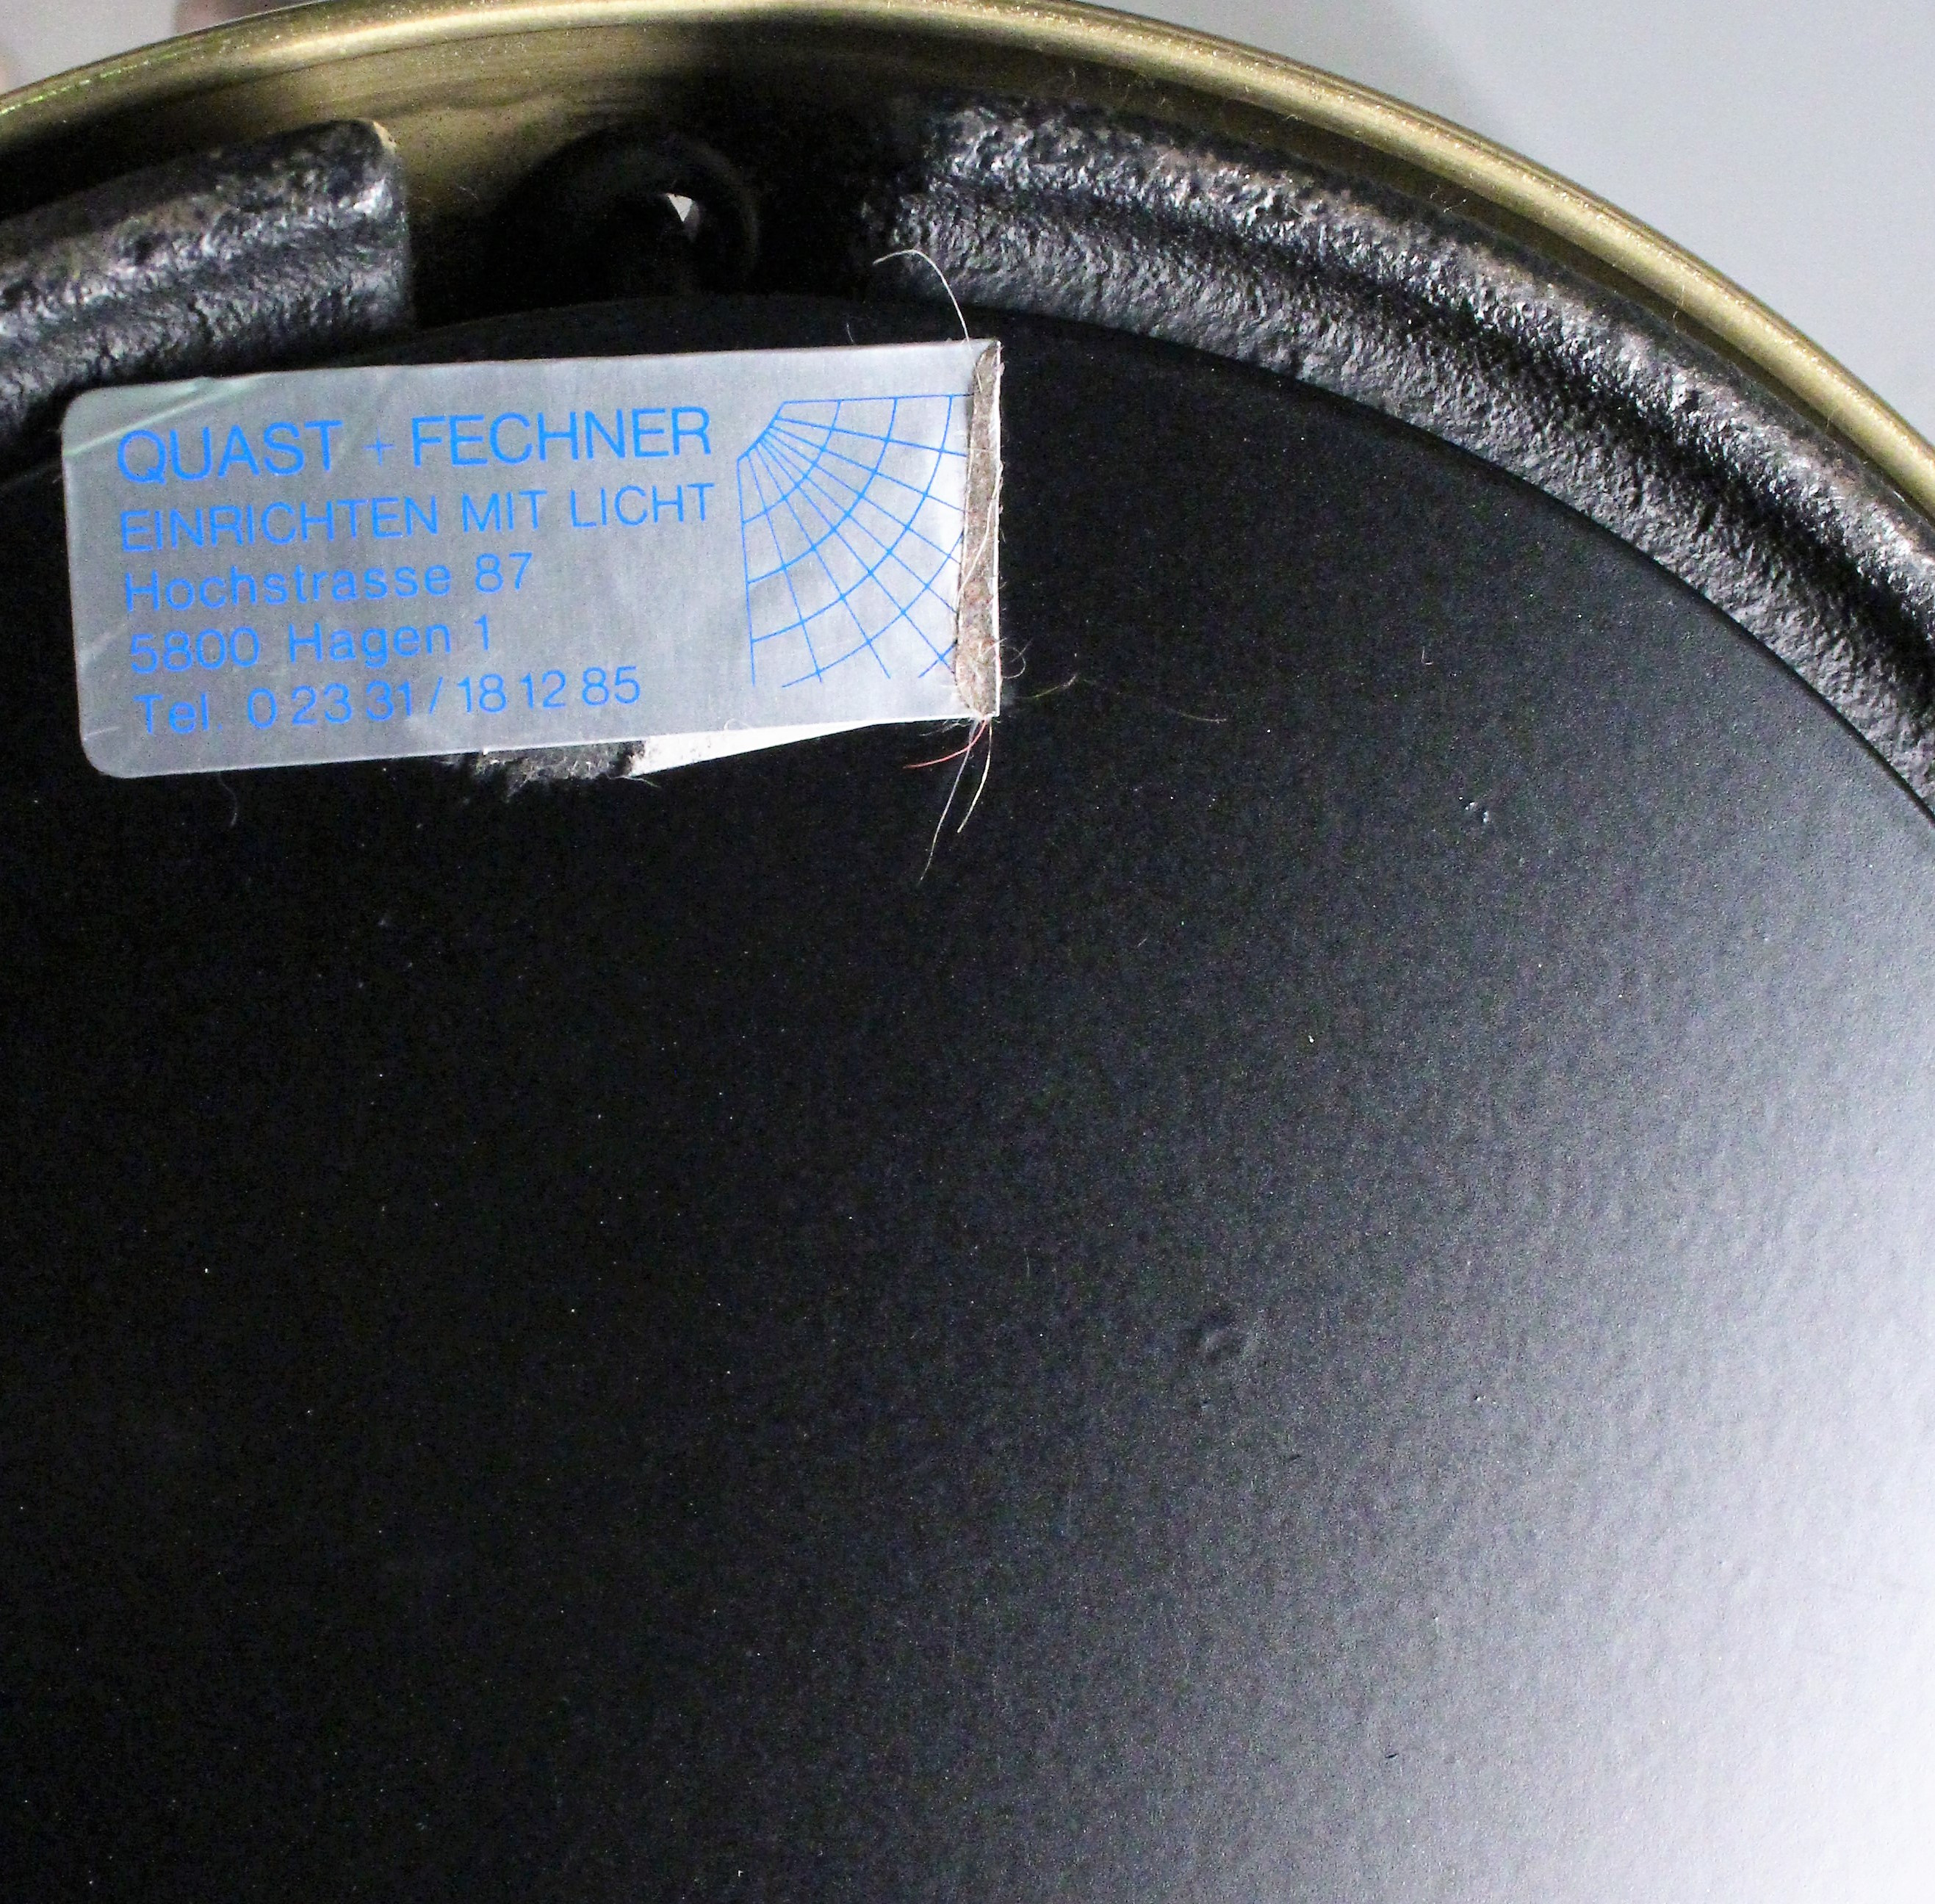 QUAST + FECHNER
EINRICHTEN MIT LICHT
Hochstrasse 87
5800 Hagen 1
Tel. 0 23 31 / 18 12 85